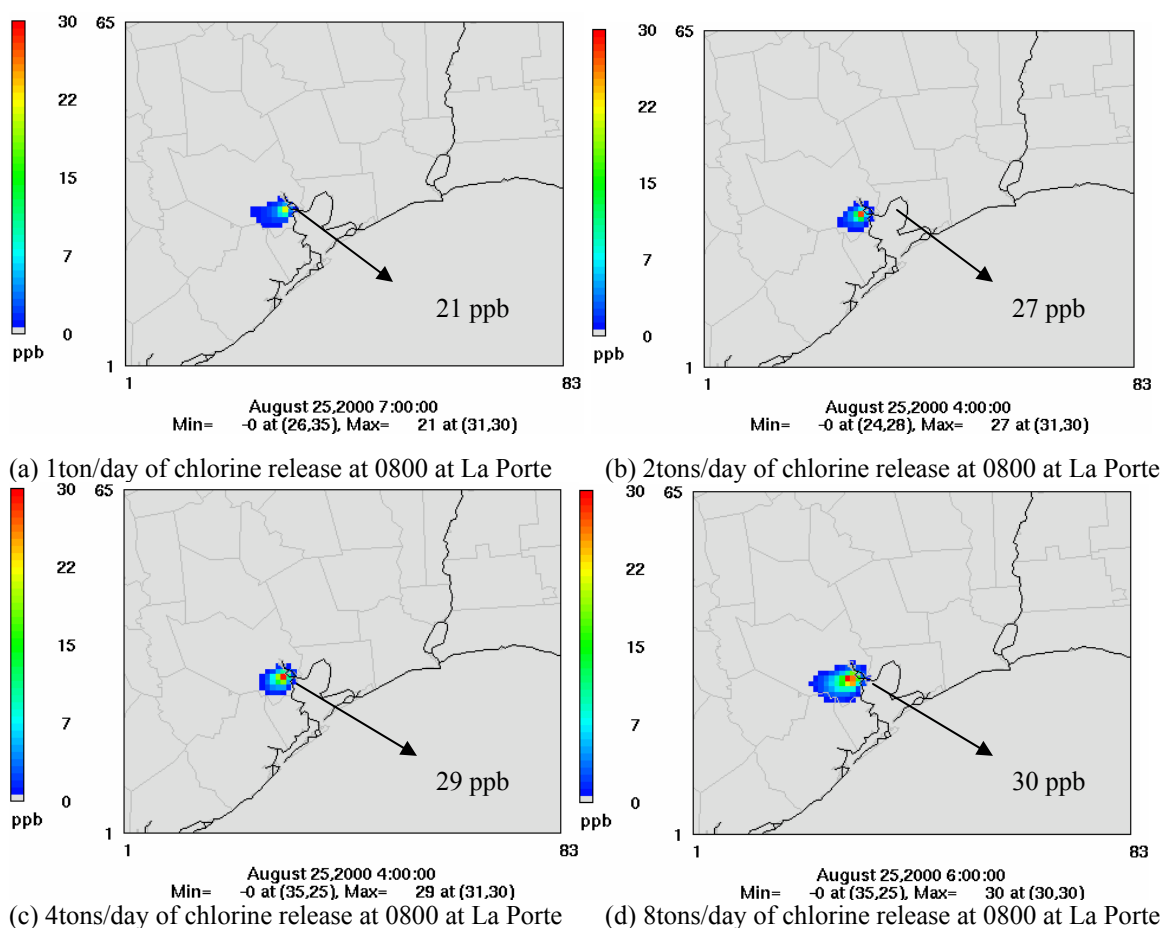 30
22
15
7
0
ppb
65
1
1
83
21 ppb
August 25,2000 7:00:00
Min= -0 at (26,35), Max= 21 at (31,30)
(a) 1ton/day of chlorine release at 0800 at La Porte
30
22
15
7
0
ppb
65
1
1
83
27 ppb
August 25,2000 4:00:00
Min= -0 at (24,28), Max= 27 at (31,30)
(b) 2tons/day of chlorine release at 0800 at La Porte
30
22
15
7
0
ppb
65
1
1
83
29 ppb
August 25,2000 4:00:00
Min= -0 at (35,25), Max= 29 at (31,30)
(c) 4tons/day of chlorine release at 0800 at La Porte
30
22
15
7
0
ppb
65
1
1
83
30 ppb
August 25,2000 6:00:00
Min= -0 at (35,25), Max= 30 at (30,30)
(d) 8tons/day of chlorine release at 0800 at La Porte